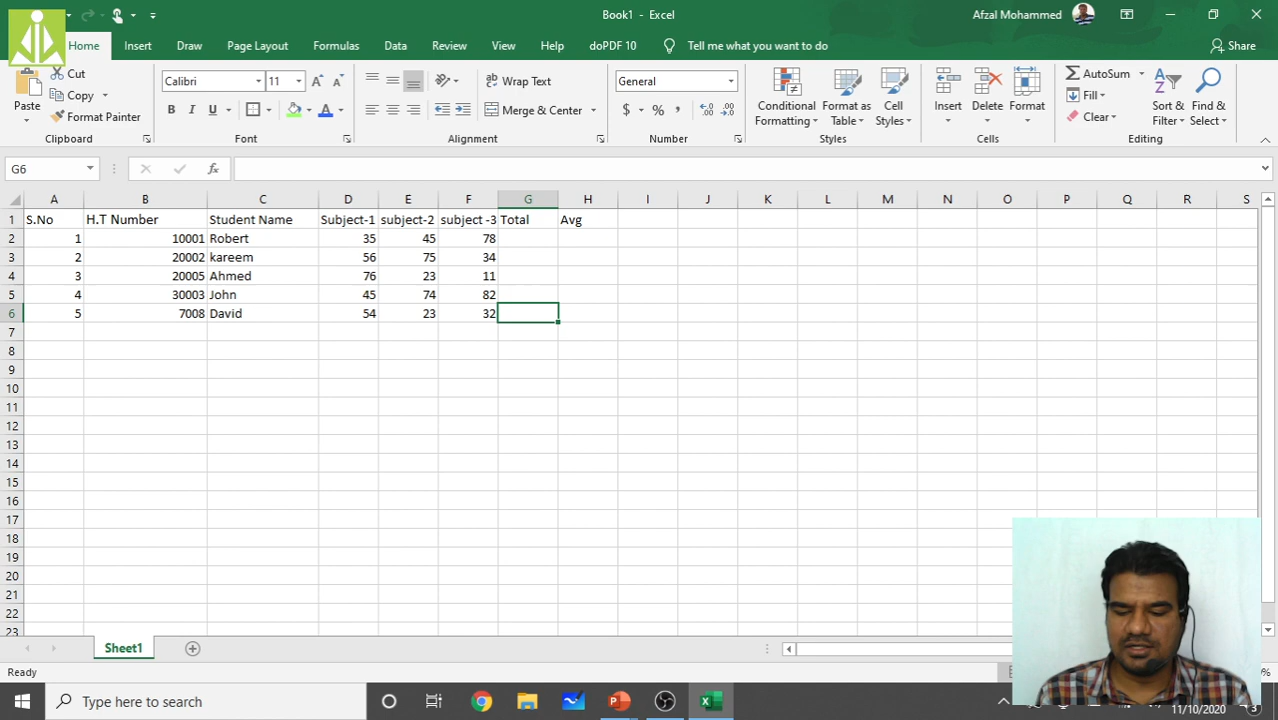 Book1 - Excel
Afzal Mohammed
Home
Insert
Draw
Page Layout
Formulas
Data
Review
View
Help
doPDF 10
Tell me what you want to do
Share
Paste
Cut
Copy
Format Painter
Clipboard
Calibri
11
B I U
Font
Wrap Text
Merge & Center
Alignment
General
$ %
Number
Conditional Formatting
Format as Table
Cell Styles
Styles
Insert
Delete
Format
Cells
AutoSum
Fill
Clear
Sort & Filter
Find & Select
Editing
G6
fx
A B C D E F G H I J K L M N O P Q R S
1 S.No H.T Number Student Name Subject-1 subject-2 subject -3 Total Avg
2 1 10001 Robert 35 45 78
3 2 20002 kareem 56 75 34
4 3 20005 Ahmed 76 23 11
5 4 30003 John 45 74 82
6 5 7008 David 54 23 32
7
8
9
10
11
12
13
14
15
16
17
18
19
20
21
22
23
Sheet1
Ready
Type here to search
11/10/2020
3